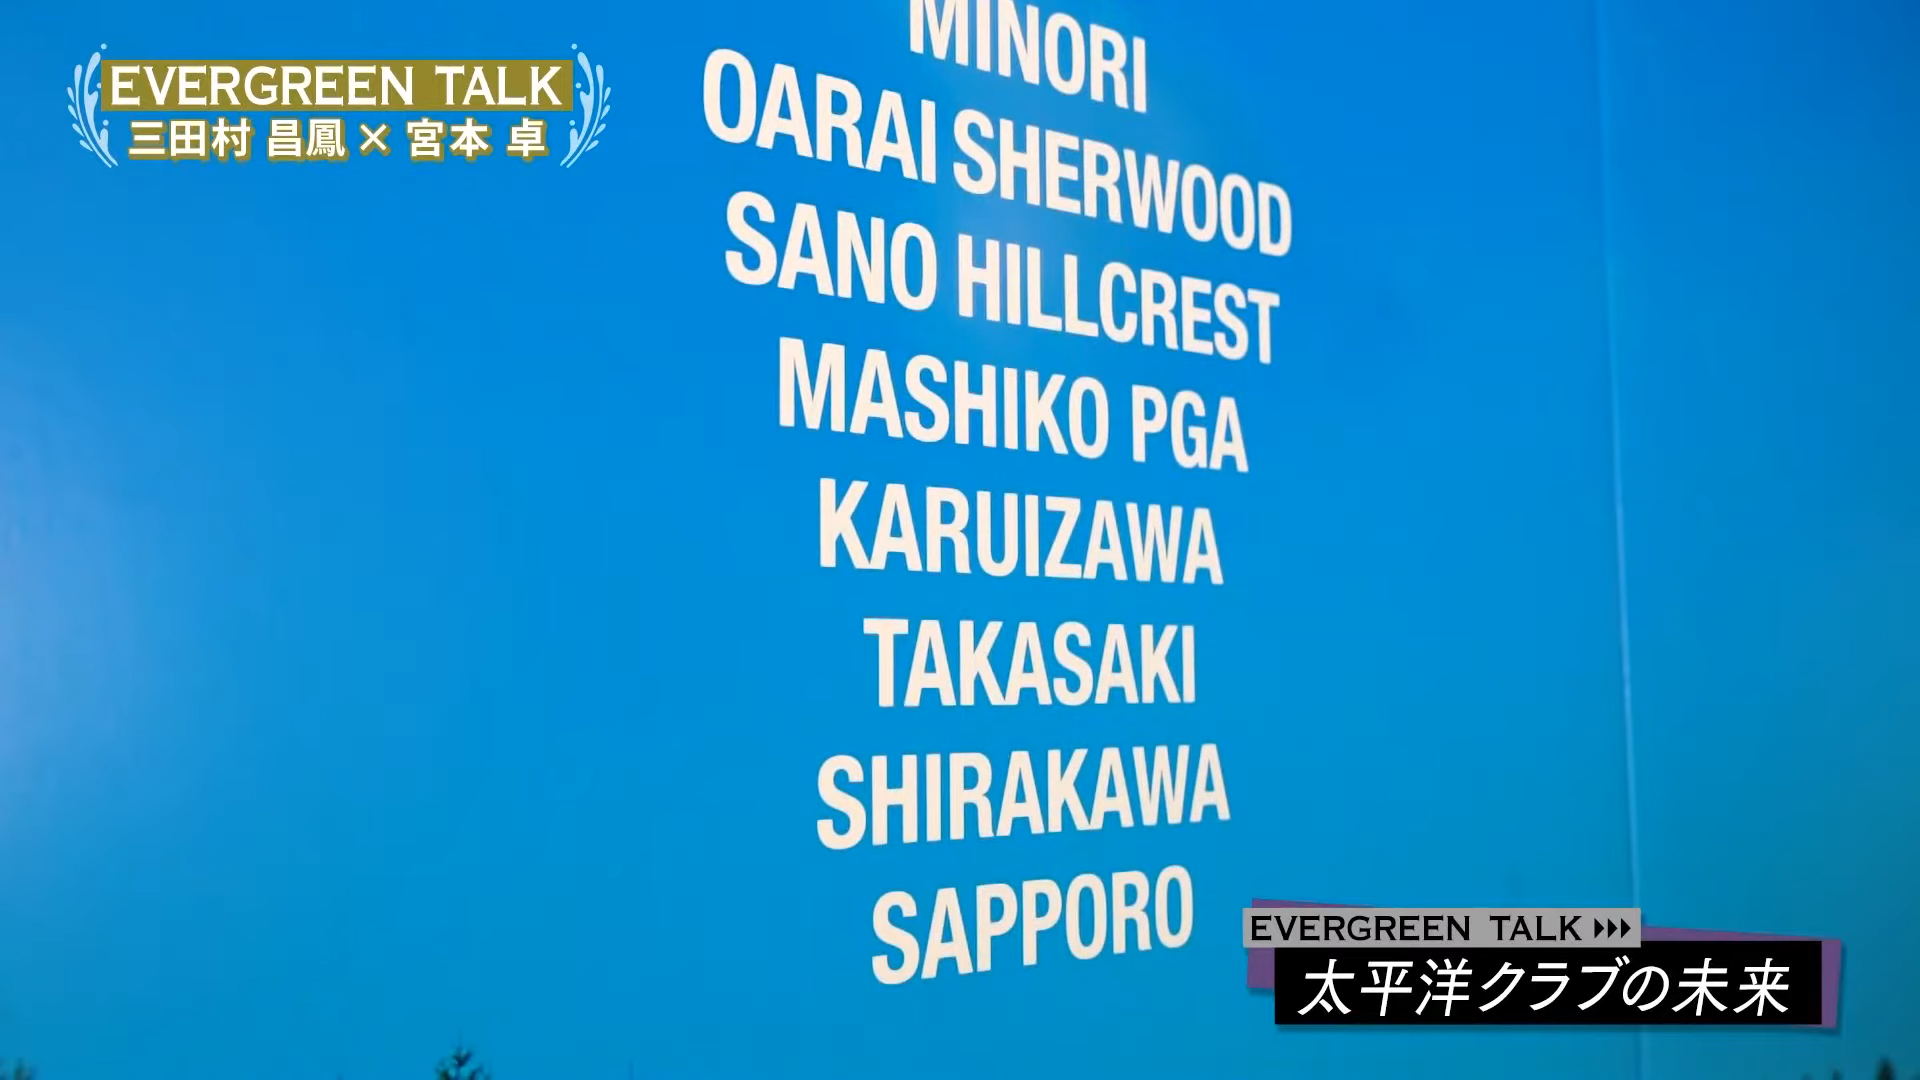 EVERGREEN TALK
三田村 昌鳳 × 宮本 卓
MINORI
OARAI SHERWOOD
SANO HILLCREST
MASHIKO PGA
KARUIZAWA
TAKASAKI
SHIRAKAWA
SAPPORO
EVERGREEN TALK
太平洋クラブの未来